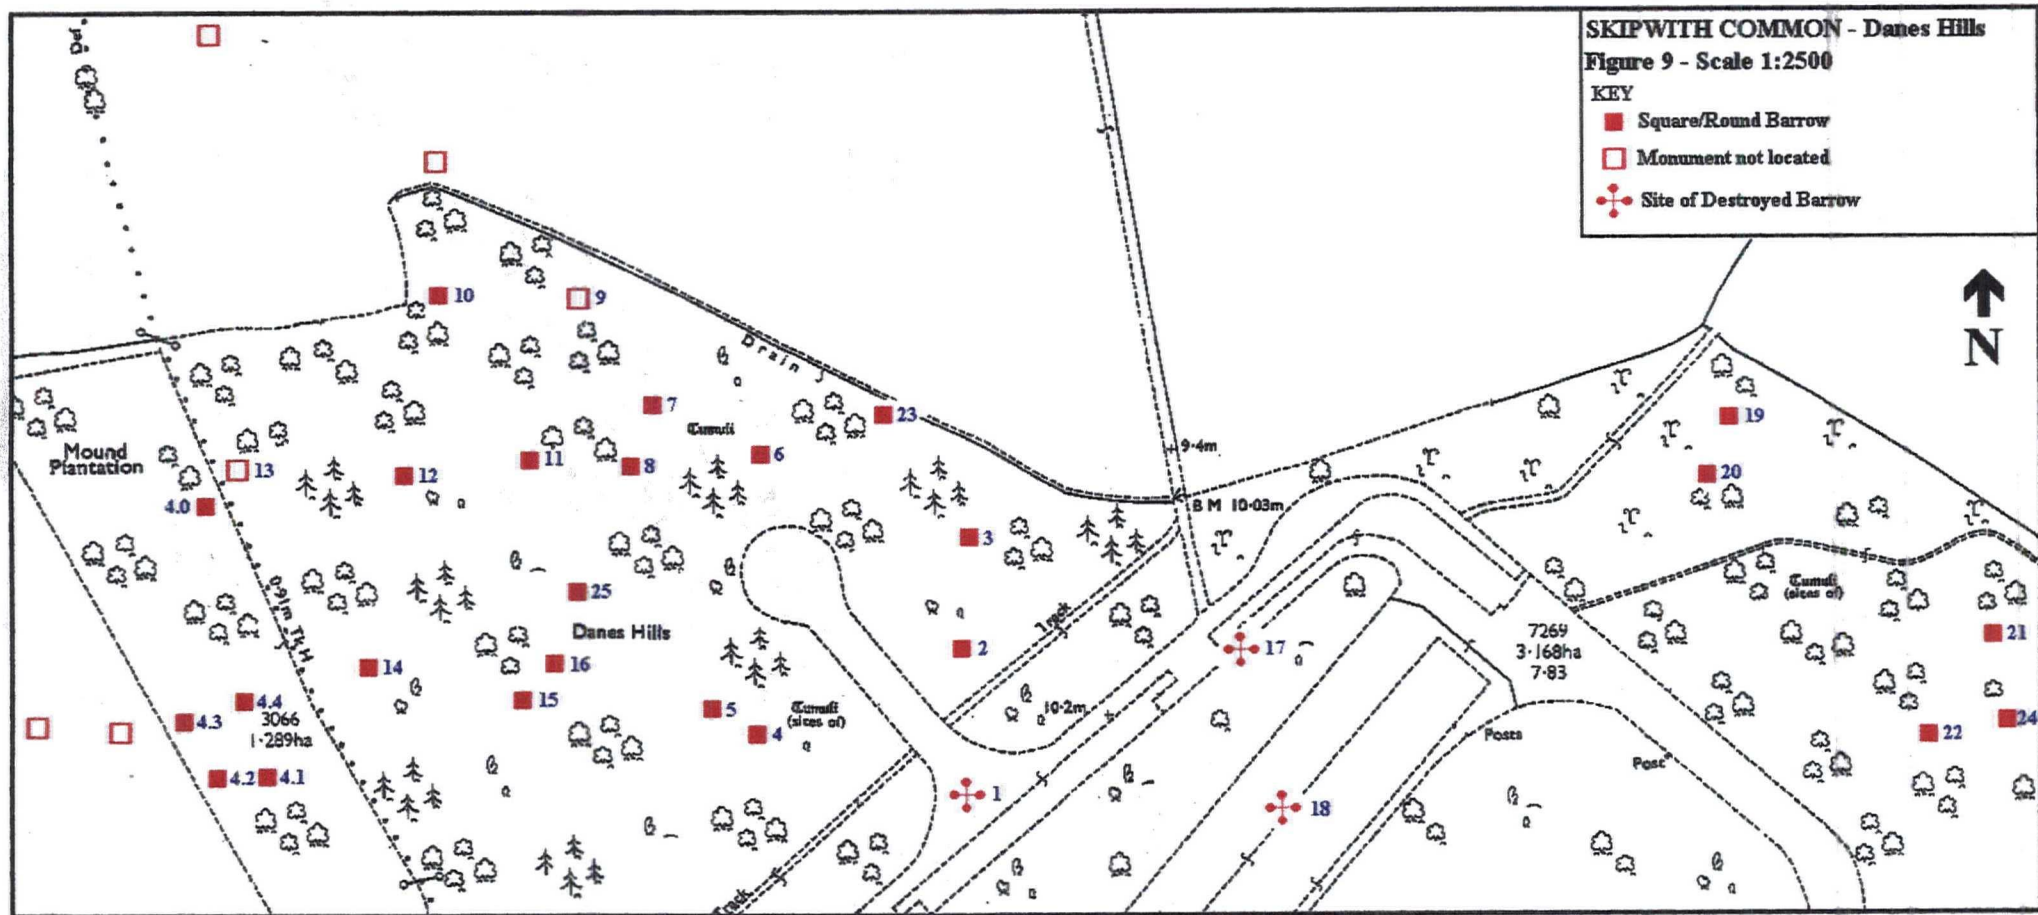 SKIPWITH COMMON - Danes Hills
Figure 9 - Scale 1:2500
KEY
Square/Round Barrow
Monument not located
Site of Destroyed Barrow
N
Def
10
9
Drain
7
23
Tumuli
19
9·4m
Mound
Plantation
13
12
11
8
6
20
4.0
B M 10·03m
3
0·91m Tk H
25
Tumuli
(sites of)
Danes Hills
Track
7269
3·168ha
7·83
21
14
16
2
17
4.4
15
5
Tumuli
(sites of)
10·2m
4.3
3066
1·289ha
4
Posts
22
24
Post
4.2
4.1
1
18
Track